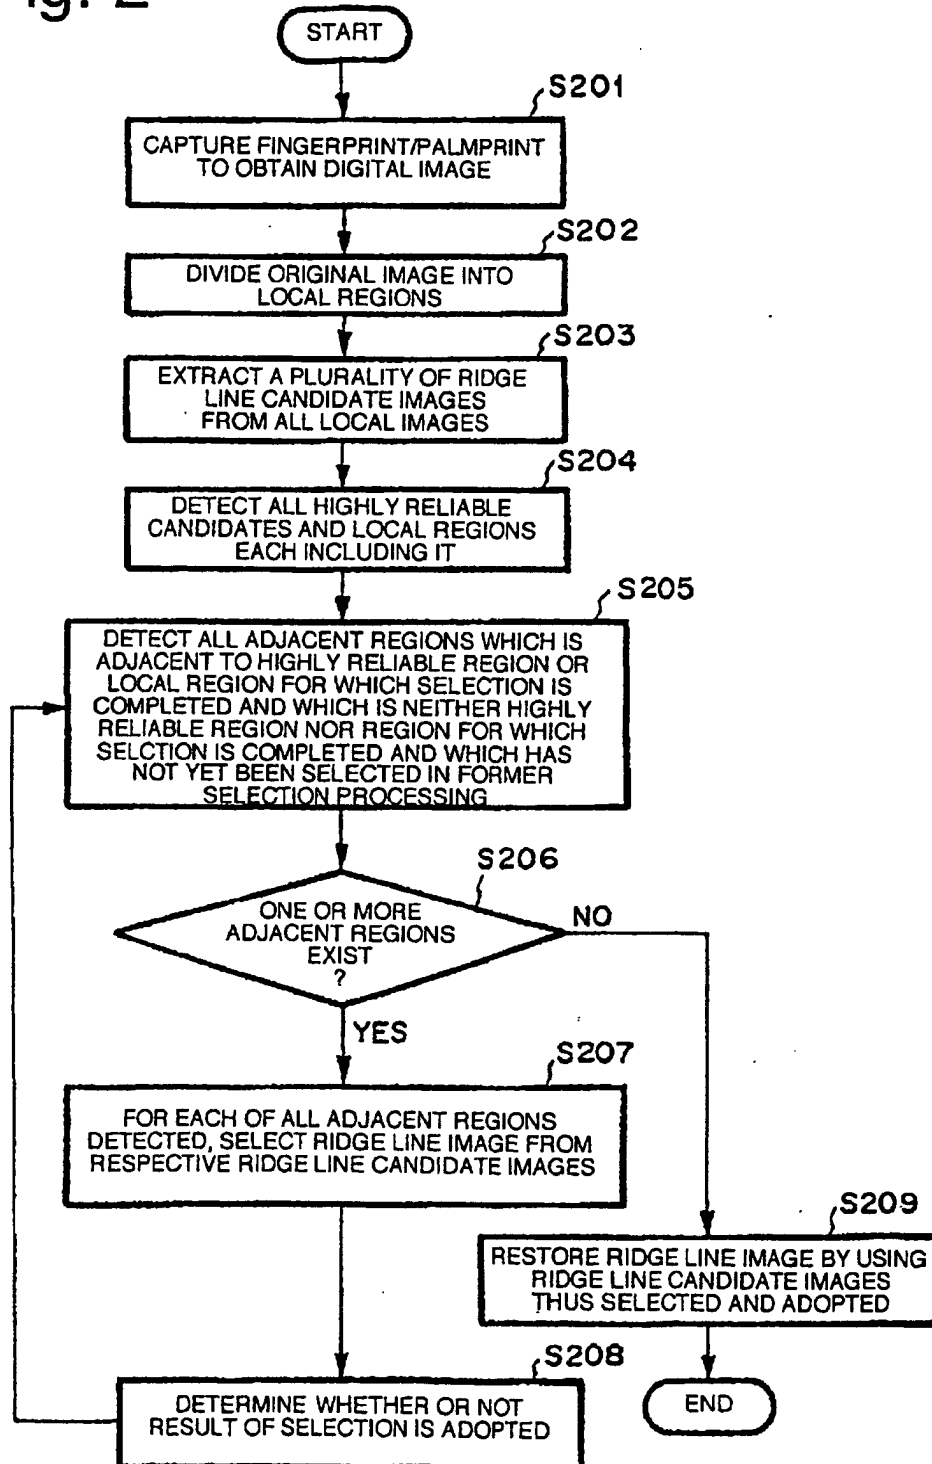 Fig. 2
START
S201
CAPTURE FINGERPRINT/PALMPRINT
TO OBTAIN DIGITAL IMAGE
S202
DIVIDE ORIGINAL IMAGE INTO
LOCAL REGIONS
S203
EXTRACT A PLURALITY OF RIDGE
LINE CANDIDATE IMAGES
FROM ALL LOCAL IMAGES
S204
DETECT ALL HIGHLY RELIABLE
CANDIDATES AND LOCAL REGIONS
EACH INCLUDING IT
S205
DETECT ALL ADJACENT REGIONS WHICH IS
ADJACENT TO HIGHLY RELIABLE REGION OR
LOCAL REGION FOR WHICH SELECTION IS
COMPLETED AND WHICH IS NEITHER HIGHLY
RELIABLE REGION NOR REGION FOR WHICH
SELCTION IS COMPLETED AND WHICH HAS
NOT YET BEEN SELECTED IN FORMER
SELECTION PROCESSING
S206
ONE OR MORE
ADJACENT REGIONS
EXIST
?
NO
YES
S207
FOR EACH OF ALL ADJACENT REGIONS
DETECTED, SELECT RIDGE LINE IMAGE FROM
RESPECTIVE RIDGE LINE CANDIDATE IMAGES
S209
RESTORE RIDGE LINE IMAGE BY USING
RIDGE LINE CANDIDATE IMAGES
THUS SELECTED AND ADOPTED
S208
DETERMINE WHETHER OR NOT
RESULT OF SELECTION IS ADOPTED
END